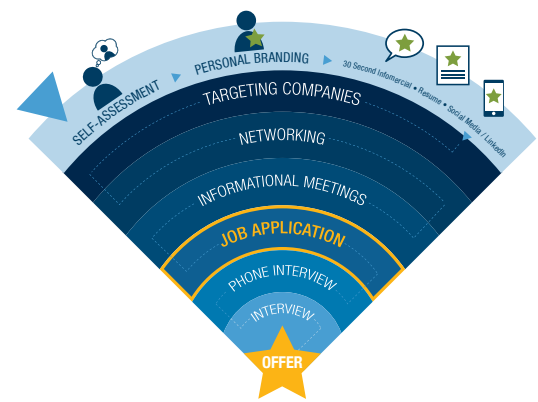 SELF-ASSESSMENT
PERSONAL BRANDING
30 Second Infomercial • Resume • Social Media / LinkedIn
TARGETING COMPANIES
NETWORKING
INFORMATIONAL MEETINGS
JOB APPLICATION
PHONE INTERVIEW
INTERVIEW
OFFER